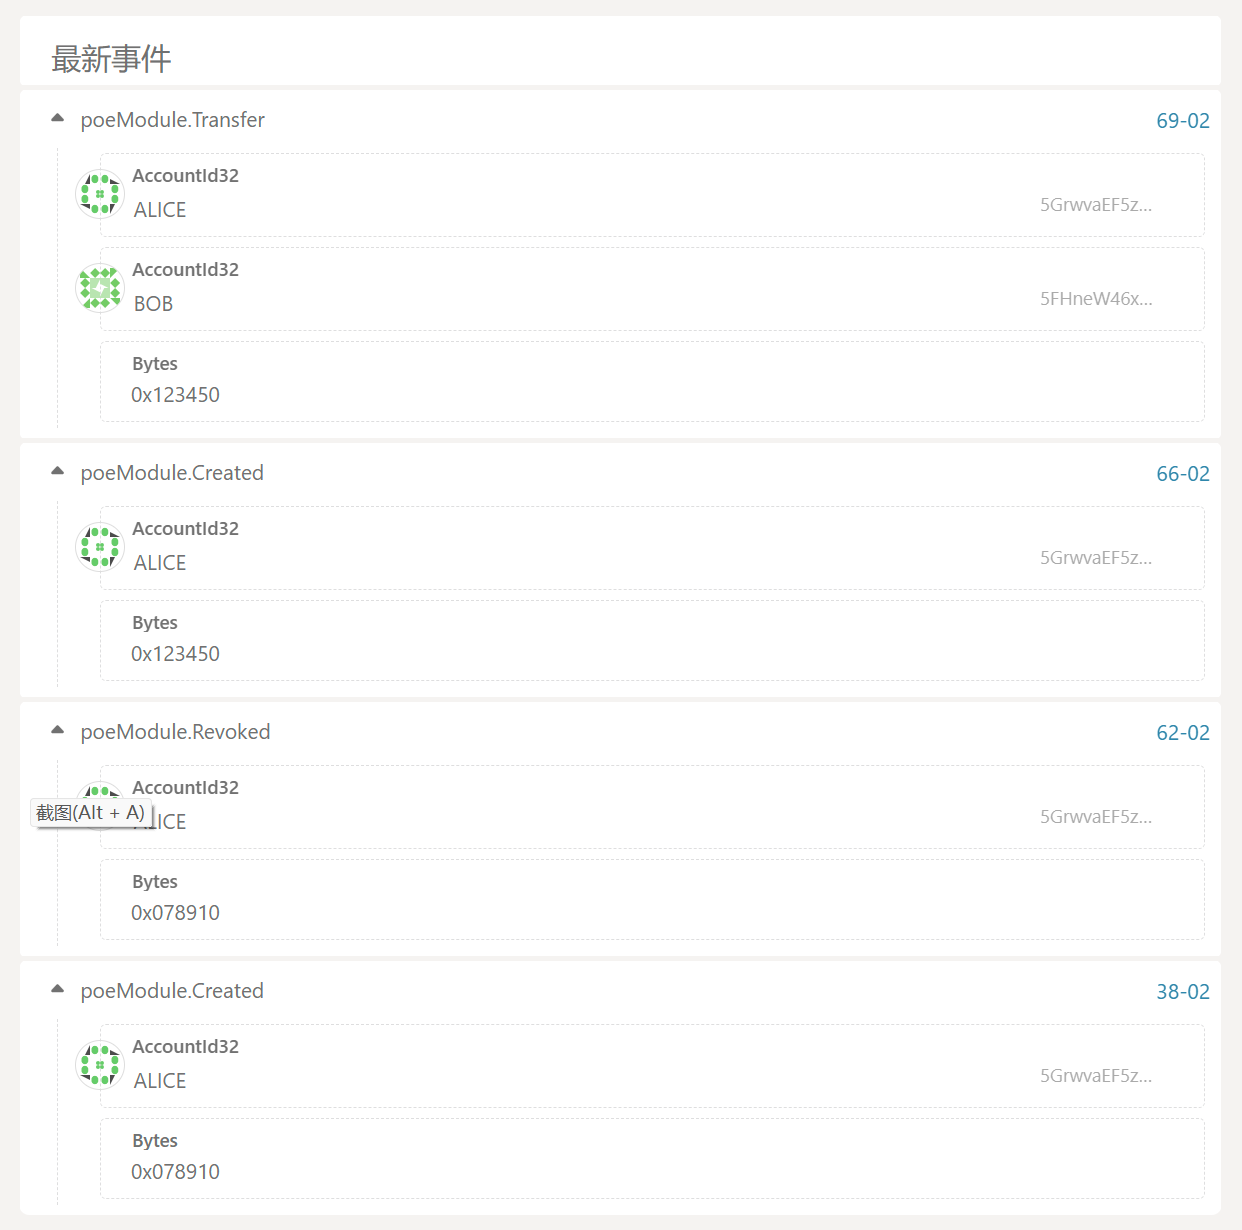 最新事件
poeModule.Transfer 69-02
AccountId32
ALICE 5GrwvaEF5z...
AccountId32
BOB 5FHneW46x...
Bytes
0x123450
poeModule.Created 66-02
AccountId32
ALICE 5GrwvaEF5z...
Bytes
0x123450
poeModule.Revoked 62-02
AccountId32
截图(Alt + A)
ALICE 5GrwvaEF5z...
Bytes
0x078910
poeModule.Created 38-02
AccountId32
ALICE 5GrwvaEF5z...
Bytes
0x078910